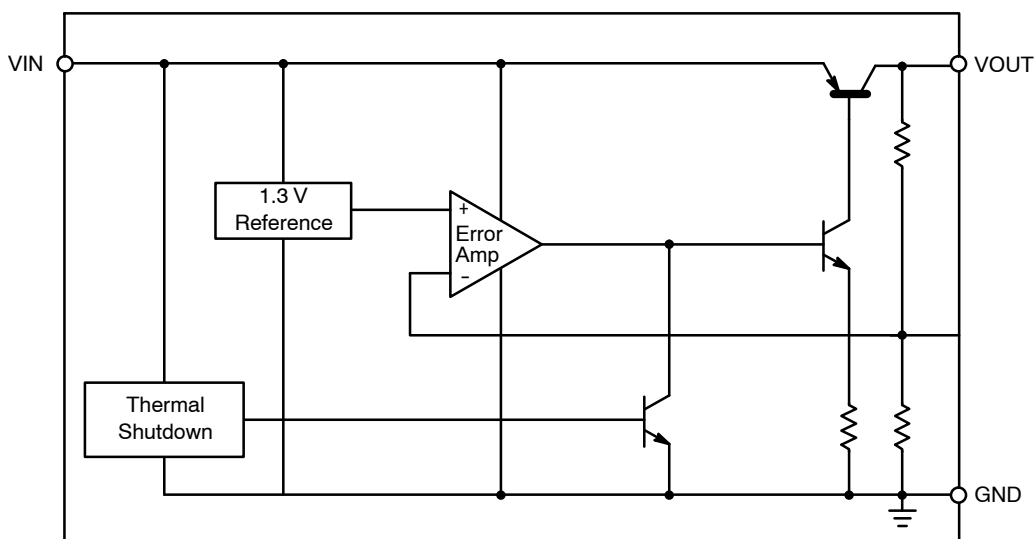 VIN
VOUT
1.3 V
Reference
+
Error
Amp
−
Thermal
Shutdown
GND